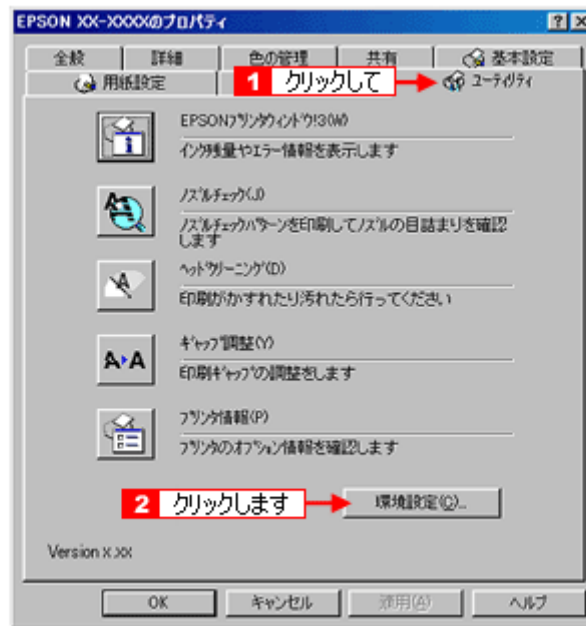 EPSON XX-XXXXのプロパティ
全般 詳細 色の管理 共有 基本設定
用紙設定 1 クリックして ユーティリティ
EPSONプリンタウィンドウ!3(W)
インク残量やエラー情報を表示します
ノズルチェック(J)
ノズルチェックパターンを印刷してノズルの目詰まりを確認
します
ヘッドクリーニング(D)
印刷がかすれたり汚れたら行ってください
ギャップ調整(Y)
印刷ギャップの調整をします
プリンタ情報(P)
プリンタのオプション情報を確認します
2 クリックします 環境設定(C)...
Version x.xx
OK キャンセル 適用(A) ヘルプ